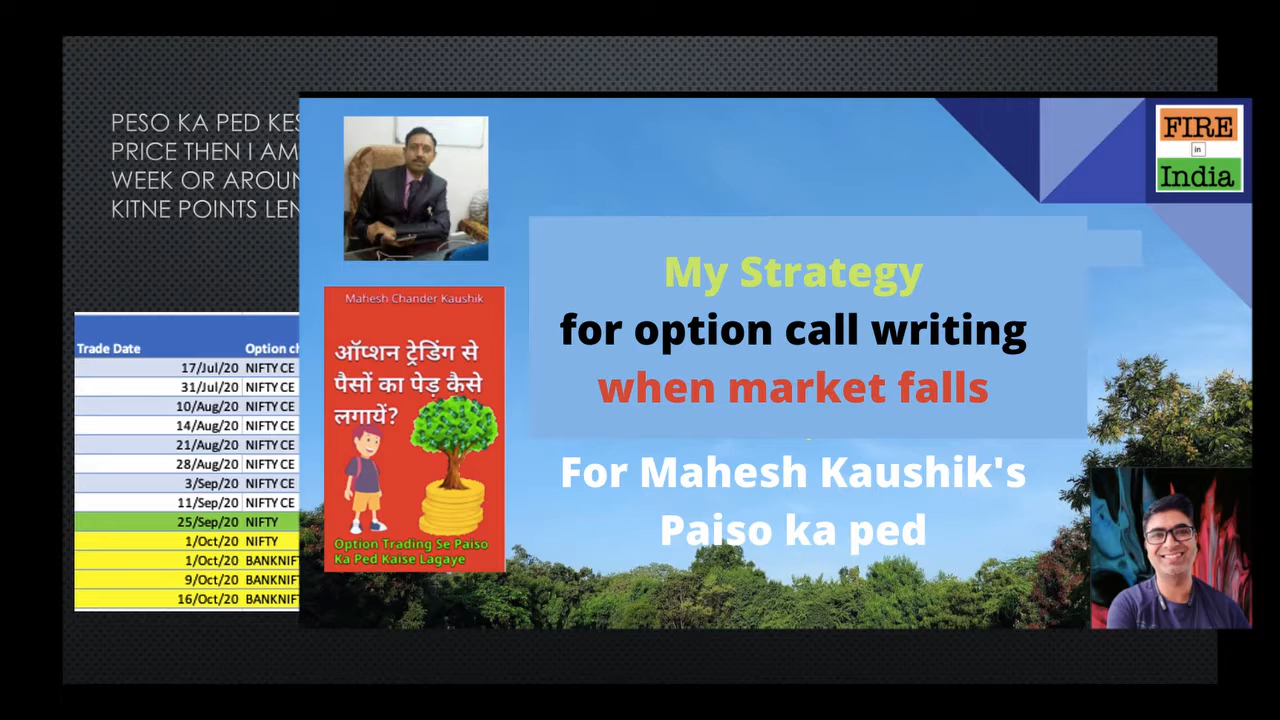 PESO KA PED KES
PRICE THEN I AM
WEEK OR AROUN
KITNE POINTS LEN
Trade Date Option ch
17/Jul/20 NIFTY CE
31/Jul/20 NIFTY CE
10/Aug/20 NIFTY CE
14/Aug/20 NIFTY CE
21/Aug/20 NIFTY CE
28/Aug/20 NIFTY CE
3/Sep/20 NIFTY CE
11/Sep/20 NIFTY CE
25/Sep/20 NIFTY
1/Oct/20 NIFTY
1/Oct/20 BANKNIFT
9/Oct/20 BANKNIFT
16/Oct/20 BANKNIFT
Mahesh Chander Kaushik
ऑप्शन ट्रेडिंग से
पैसों का पेड़ कैसे
लगायें?
Option Trading Se Paiso
Ka Ped Kaise Lagaye
My Strategy
for option call writing
when market falls
For Mahesh Kaushik's
Paiso ka ped
FIRE
in
India